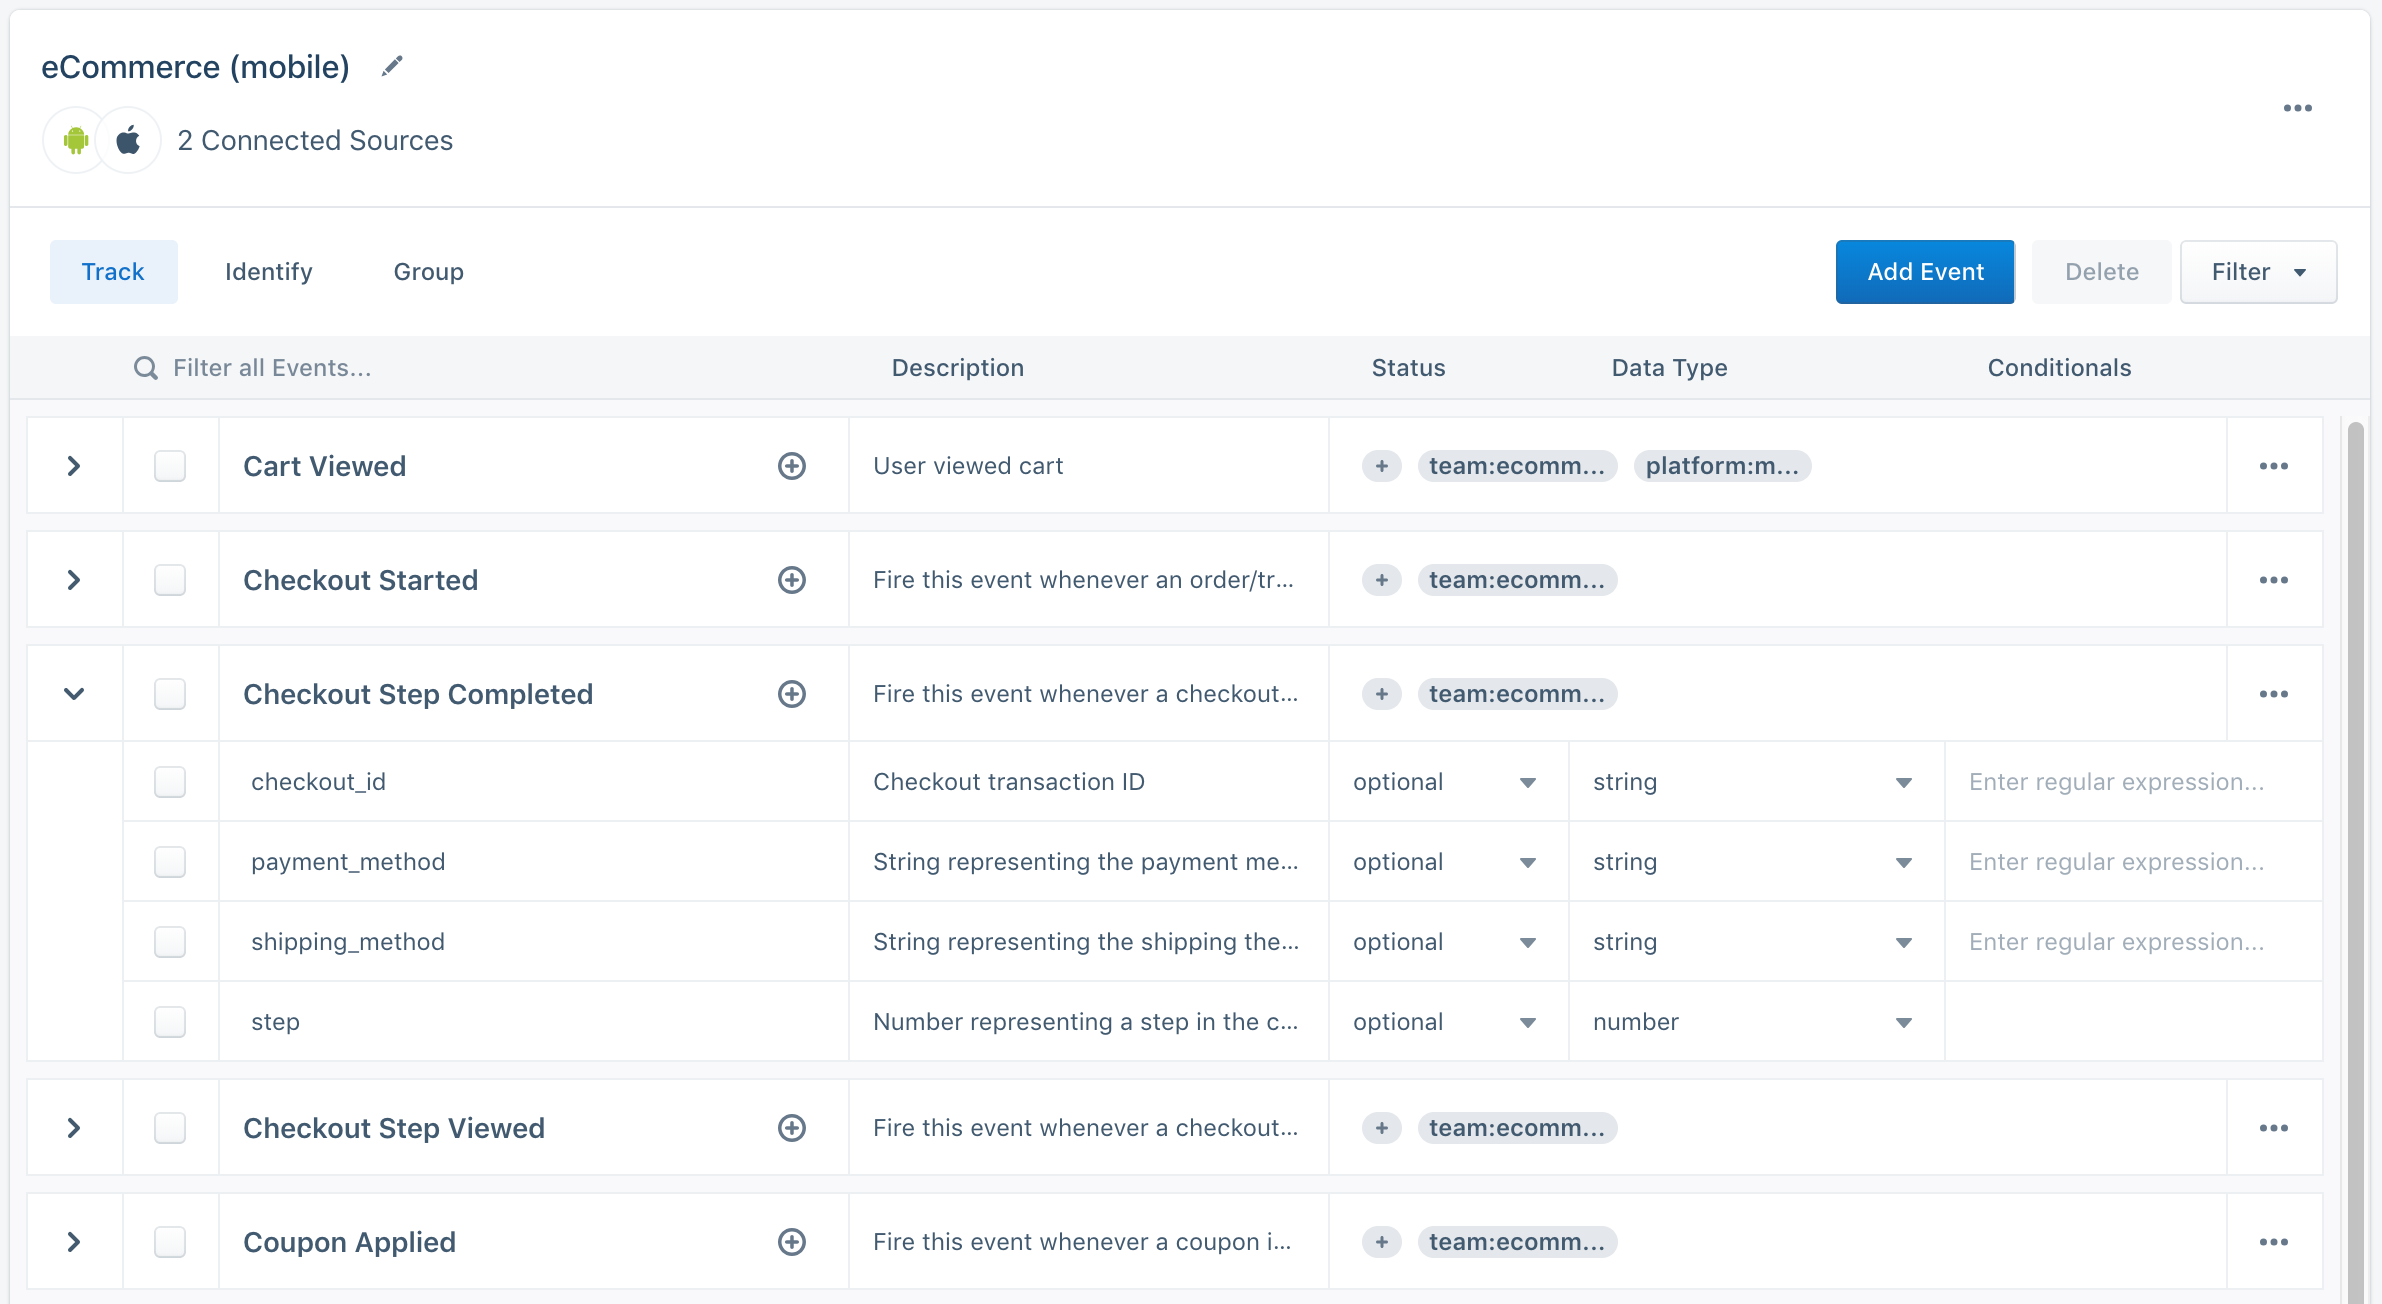 eCommerce (mobile)
2 Connected Sources
Track Identify Group Add Event Delete Filter
Filter all Events... Description Status Data Type Conditionals
Cart Viewed User viewed cart + team:ecomm... platform:m...
Checkout Started Fire this event whenever an order/tr... + team:ecomm...
Checkout Step Completed Fire this event whenever a checkout... + team:ecomm...
checkout_id Checkout transaction ID optional string Enter regular expression...
payment_method String representing the payment me... optional string Enter regular expression...
shipping_method String representing the shipping the... optional string Enter regular expression...
step Number representing a step in the c... optional number
Checkout Step Viewed Fire this event whenever a checkout... + team:ecomm...
Coupon Applied Fire this event whenever a coupon i... + team:ecomm...